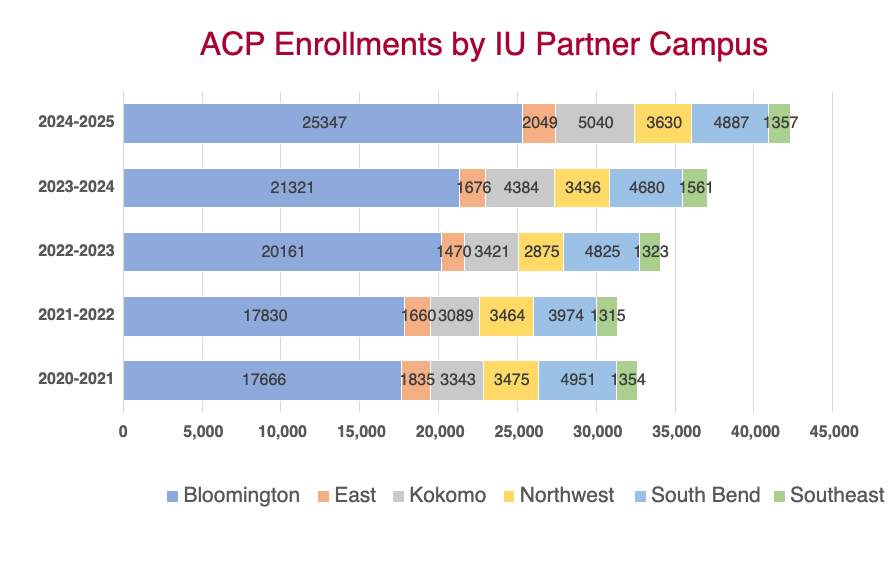 ACP Enrollments by IU Partner Campus
2024-2025 25347 2049 5040 3630 4887 1357
2023-2024 21321 1676 4384 3436 4680 1561
2022-2023 20161 1470 3421 2875 4825 1323
2021-2022 17830 1660 3089 3464 3974 1315
2020-2021 17666 1835 3343 3475 4951 1354
0 5,000 10,000 15,000 20,000 25,000 30,000 35,000 40,000 45,000
Bloomington East Kokomo Northwest South Bend Southeast